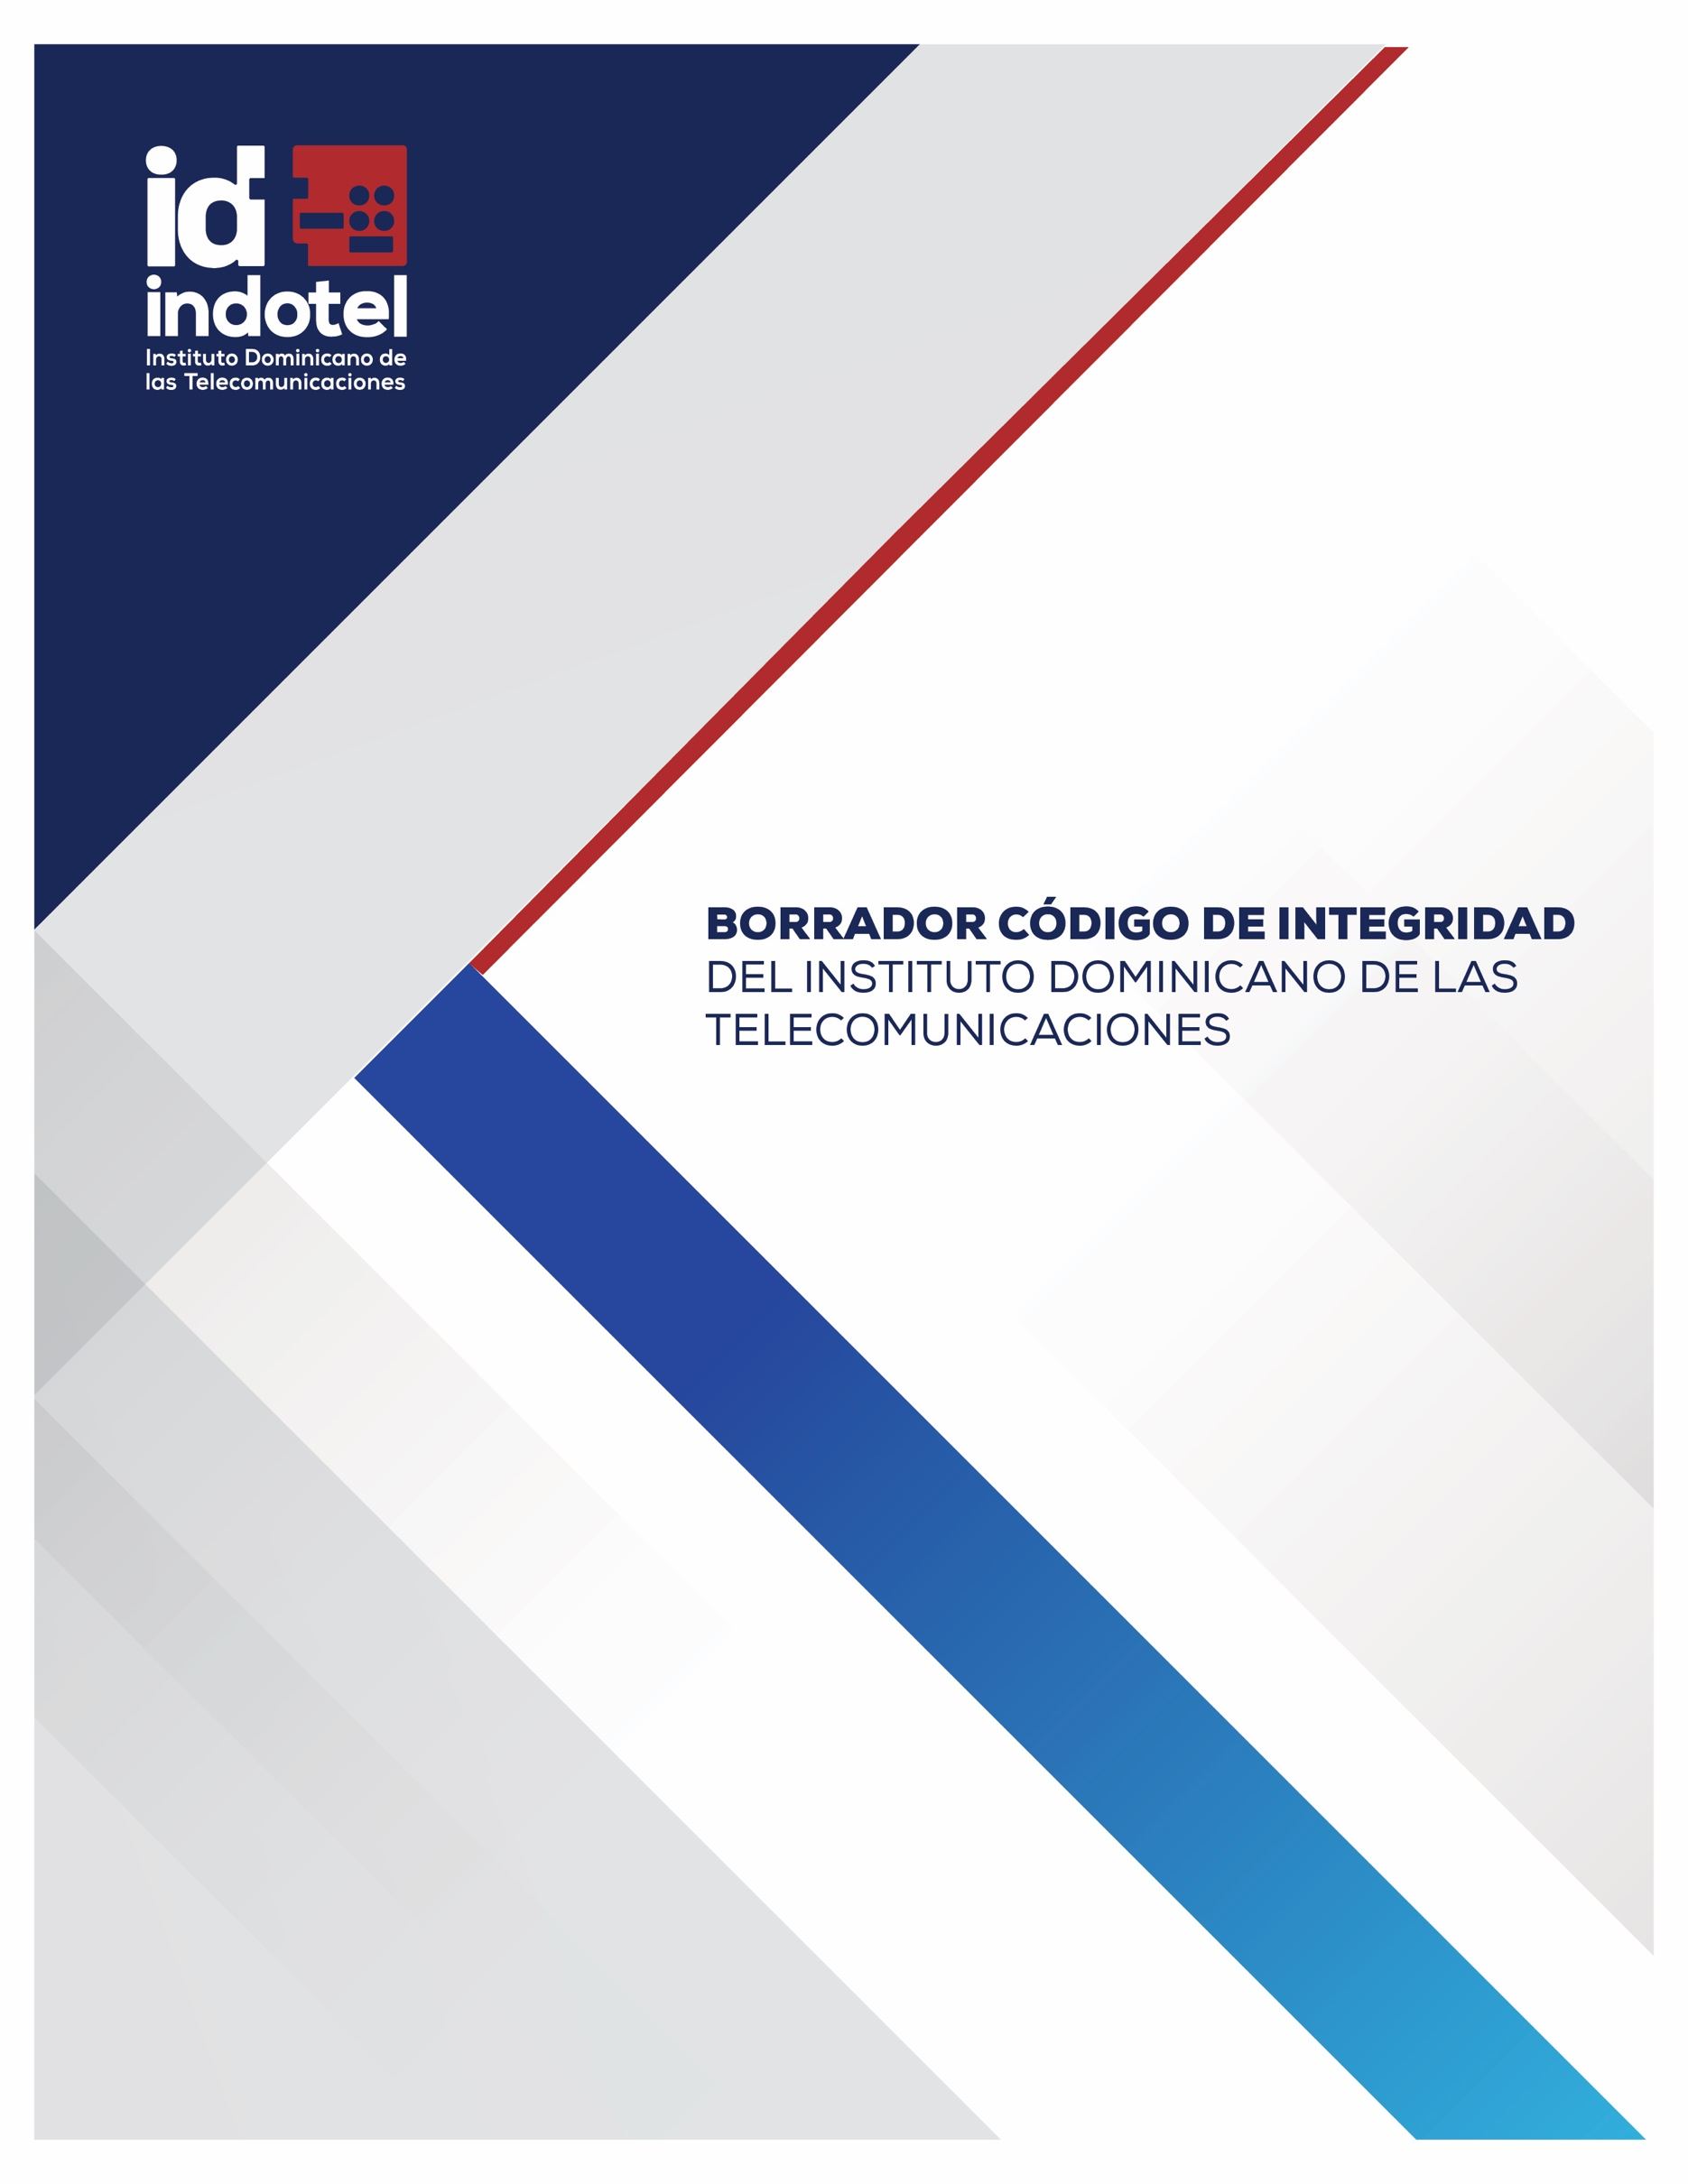 id
indotel
Instituto Dominicano de
las Telecomunicaciones
BORRADOR CÓDIGO DE INTEGRIDAD
DEL INSTITUTO DOMINICANO DE LAS
TELECOMUNICACIONES